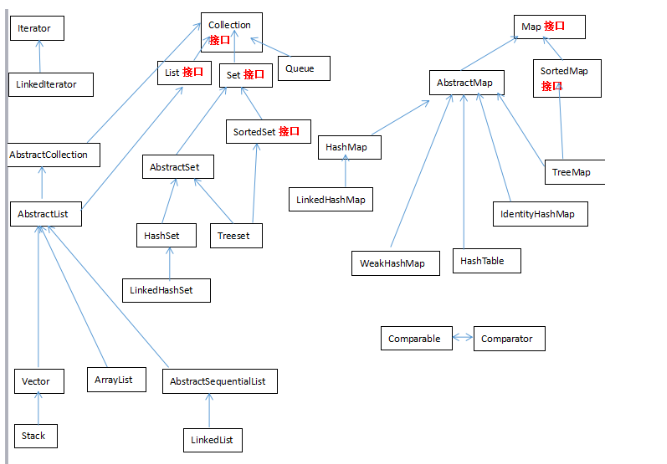 Iterator
LinkedIterator
Collection
接口
List 接口
Set 接口
Queue
SortedSet 接口
AbstractCollection
AbstractSet
AbstractList
HashSet
Treeset
LinkedHashSet
Vector
ArrayList
AbstractSequentialList
Stack
LinkedList
Map 接口
AbstractMap
SortedMap
接口
HashMap
TreeMap
LinkedHashMap
IdentityHashMap
WeakHashMap
HashTable
Comparable
Comparator